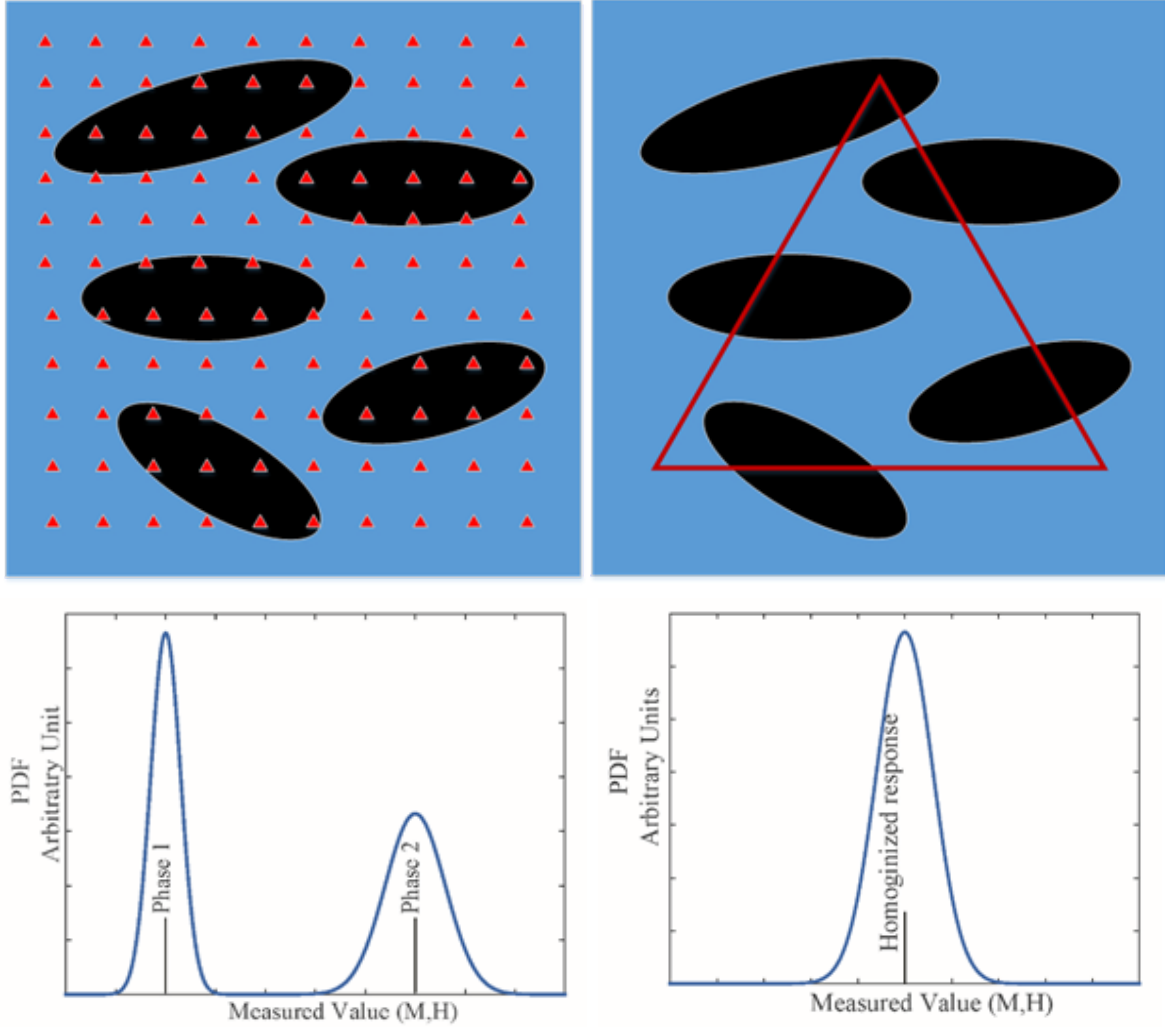 PDF
Arbitratry Unit
Phase 1
Phase 2
Measured Value (M,H)
PDF
Arbitrary Units
Homoginized response
Measured Value (M,H)